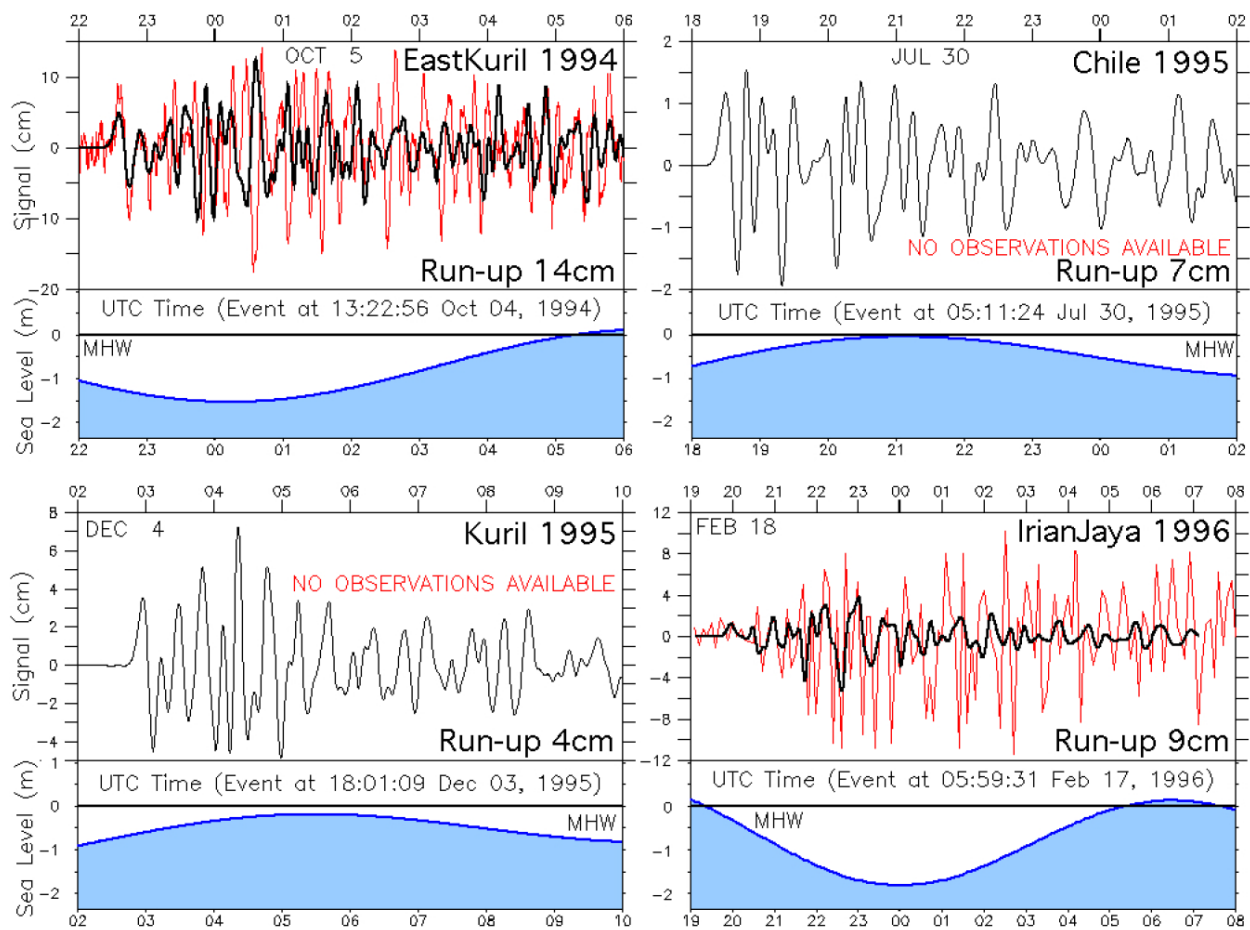 22 23 00 01 02 03 04 05 06
OCT 5
EastKuril 1994
Signal (cm)
10
0
-10
-20
Run-up 14cm
UTC Time (Event at 13:22:56 Oct 04, 1994)
Sea Level (m)
0
-1
-2
MHW
22 23 00 01 02 03 04 05 06
18 19 20 21 22 23 00 01 02
JUL 30
Chile 1995
2
1
0
-1
-2
NO OBSERVATIONS AVAILABLE
Run-up 7cm
UTC Time (Event at 05:11:24 Jul 30, 1995)
0
-1
-2
MHW
18 19 20 21 22 23 00 01 02
02 03 04 05 06 07 08 09 10
DEC 4
Kuril 1995
NO OBSERVATIONS AVAILABLE
Signal (cm)
8
6
4
2
0
-2
-4
Run-up 4cm
UTC Time (Event at 18:01:09 Dec 03, 1995)
Sea Level (m)
1
0
-1
-2
MHW
02 03 04 05 06 07 08 09 10
19 20 21 22 23 00 01 02 03 04 05 06 07 08
FEB 18
IrianJaya 1996
12
8
4
0
-4
-8
-12
Run-up 9cm
UTC Time (Event at 05:59:31 Feb 17, 1996)
0
-1
-2
MHW
19 20 21 22 23 00 01 02 03 04 05 06 07 08